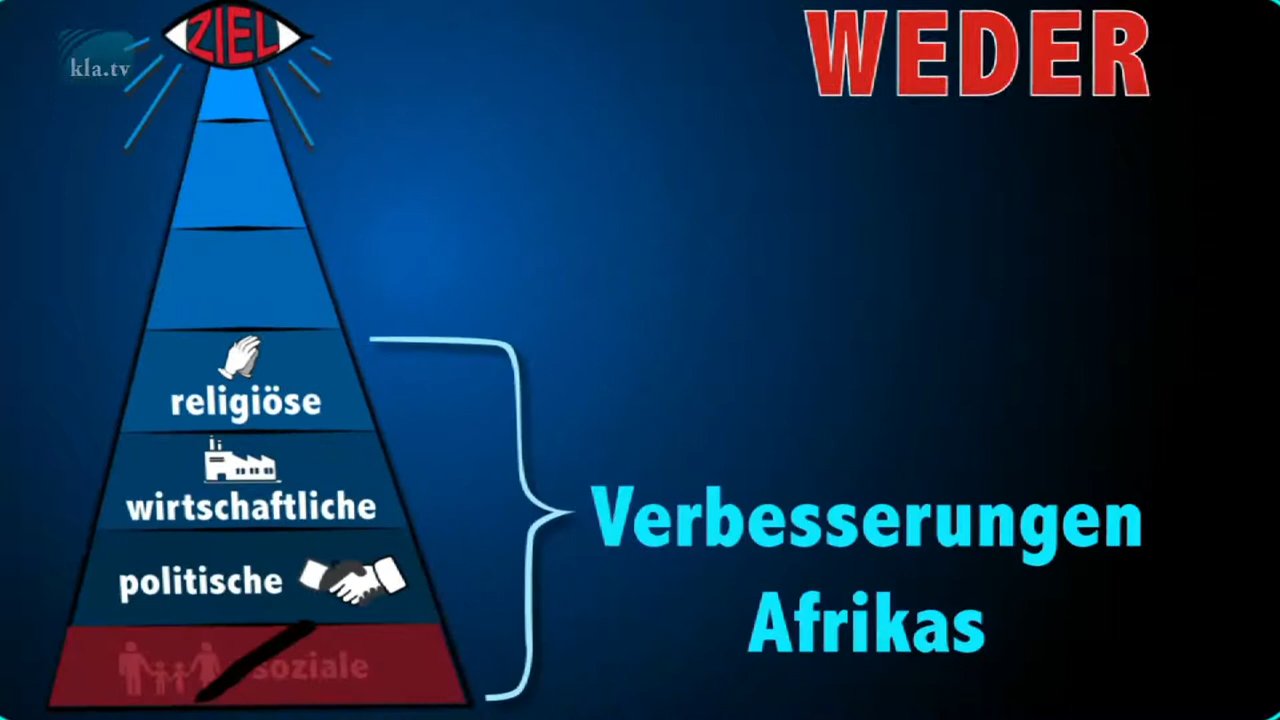 ZIEL
kla.tv
WEDER
religiöse
wirtschaftliche
politische
soziale
Verbesserungen
Afrikas